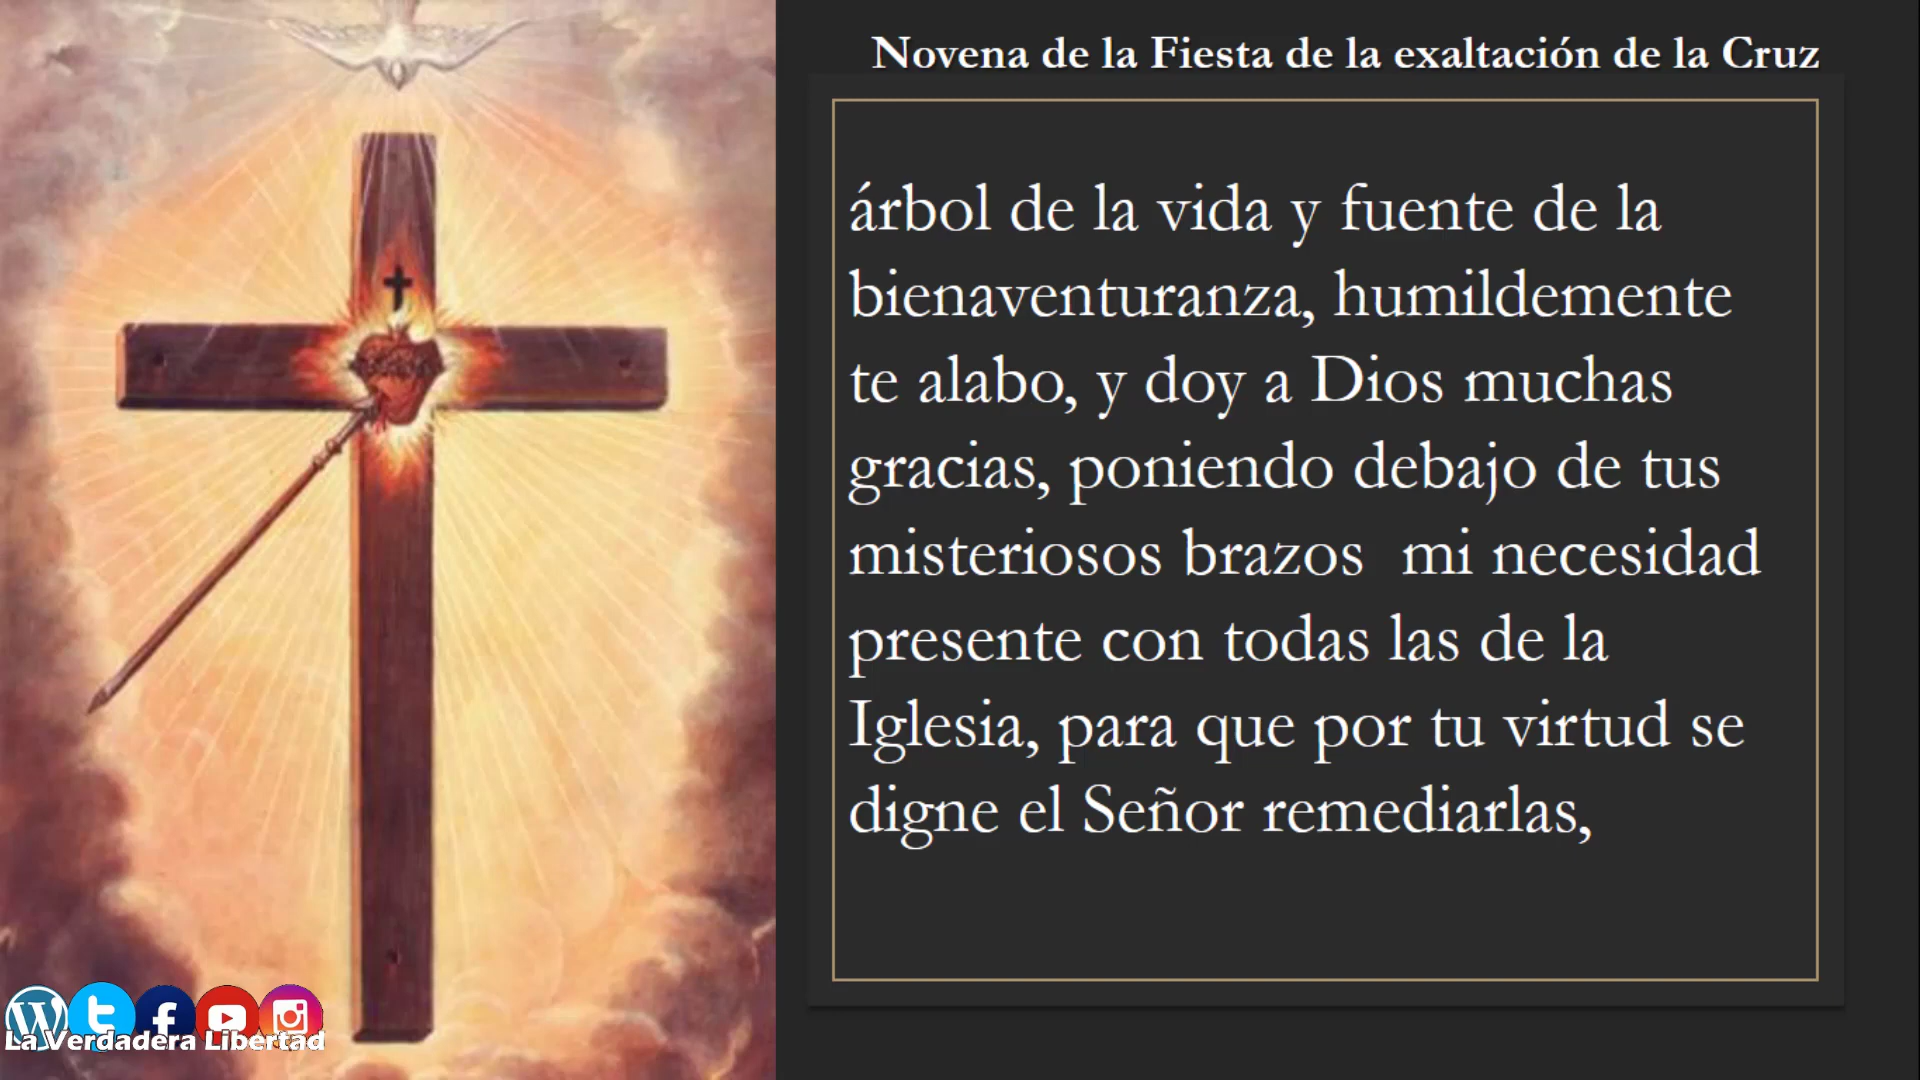 Novena de la Fiesta de la exaltación de la Cruz
árbol de la vida y fuente de la
bienaventuranza, humildemente
te alabo, y doy a Dios muchas
gracias, poniendo debajo de tus
misteriosos brazos  mi necesidad
presente con todas las de la
Iglesia, para que por tu virtud se
digne el Señor remediarlas,
La Verdadera Libertad